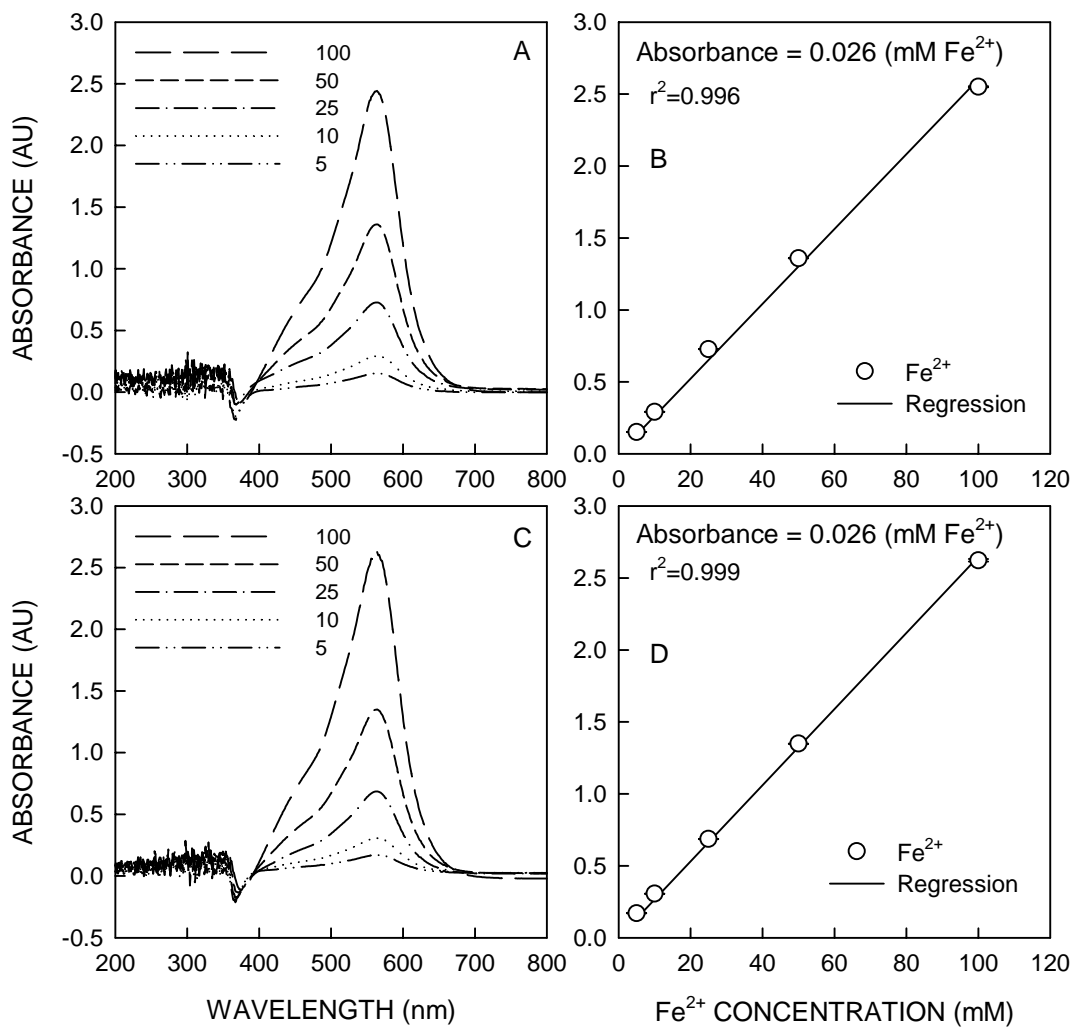 A
100
50
25
10
5
3.0
2.5
2.0
1.5
1.0
0.5
0.0
-0.5
200 300 400 500 600 700 800
ABSORBANCE (AU)
Absorbance = 0.026 (mM Fe²⁺)
r²=0.996
B
Fe²⁺
Regression
3.0
2.5
2.0
1.5
1.0
0.5
0.0
0 20 40 60 80 100 120
C
100
50
25
10
5
3.0
2.5
2.0
1.5
1.0
0.5
0.0
-0.5
200 300 400 500 600 700 800
ABSORBANCE (AU)
WAVELENGTH (nm)
Absorbance = 0.026 (mM Fe²⁺)
r²=0.999
D
Fe²⁺
Regression
3.0
2.5
2.0
1.5
1.0
0.5
0.0
0 20 40 60 80 100 120
Fe²⁺ CONCENTRATION (mM)